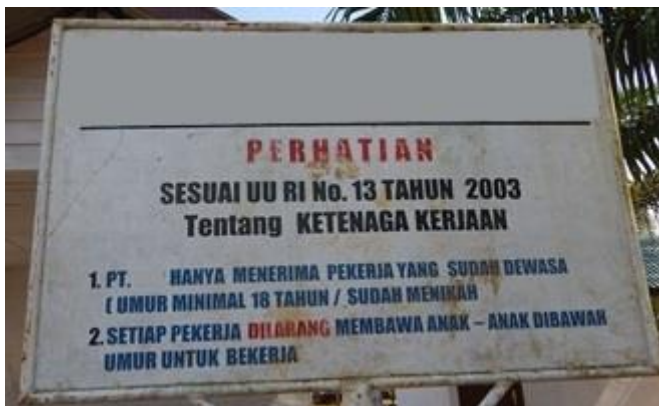 PERHATIAN
SESUAI UU RI No. 13 TAHUN 2003
Tentang KETENAGA KERJAAN
1. PT. HANYA MENERIMA PEKERJA YANG SUDAH DEWASA
( UMUR MINIMAL 18 TAHUN / SUDAH MENIKAH
2. SETIAP PEKERJA DILARANG MEMBAWA ANAK – ANAK DIBAWAH
UMUR UNTUK BEKERJA